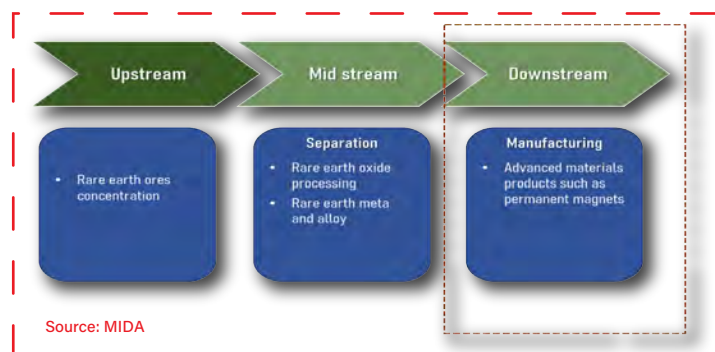 Upstream
Mid stream
Downstream
• Rare earth ores
concentration
Separation
• Rare earth oxide
processing
• Rare earth meta
and alloy
Manufacturing
• Advanced materials
products such as
permanent magnets
Source: MIDA